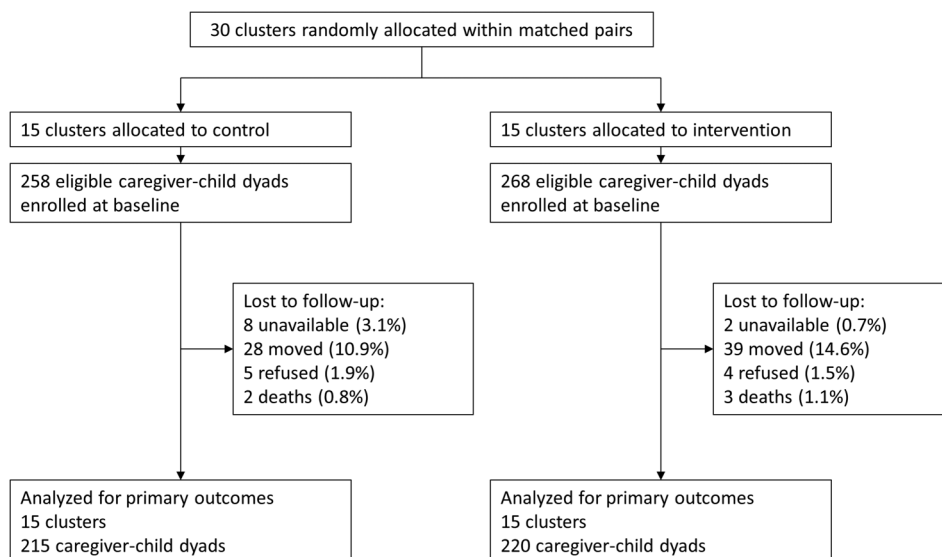 30 clusters randomly allocated within matched pairs
15 clusters allocated to control
15 clusters allocated to intervention
258 eligible caregiver-child dyads
enrolled at baseline
268 eligible caregiver-child dyads
enrolled at baseline
Lost to follow-up:
8 unavailable (3.1%)
28 moved (10.9%)
5 refused (1.9%)
2 deaths (0.8%)
Lost to follow-up:
2 unavailable (0.7%)
39 moved (14.6%)
4 refused (1.5%)
3 deaths (1.1%)
Analyzed for primary outcomes
15 clusters
215 caregiver-child dyads
Analyzed for primary outcomes
15 clusters
220 caregiver-child dyads